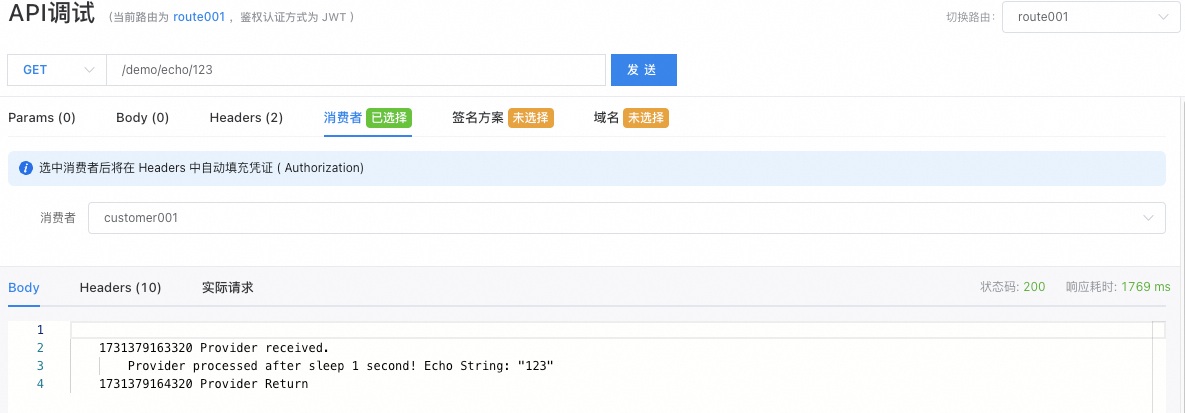 API调试 (当前路由为 route001 ，鉴权认证方式为 JWT ) 切换路由: route001
GET /demo/echo/123 发 送
Params (0) Body (0) Headers (2) 消费者 已选择 签名方案 未选择 域名 未选择
选中消费者后将在 Headers 中自动填充凭证 ( Authorization)
消费者 customer001
Body Headers (10) 实际请求 状态码: 200 响应耗时: 1769 ms
1
2 1731379163320 Provider received.
3 Provider processed after sleep 1 second! Echo String: "123"
4 1731379164320 Provider Return